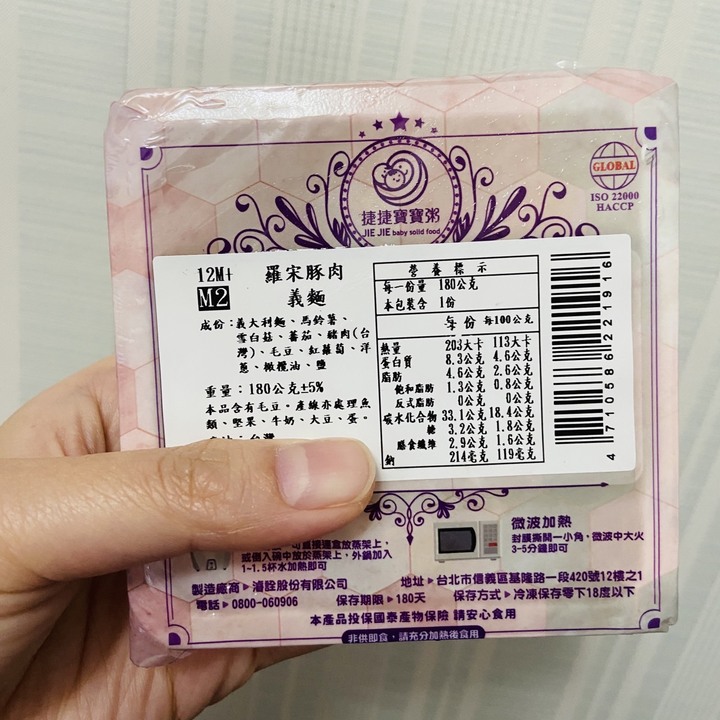 捷捷寶寶粥
JIE JIE baby solid food
GLOBAL
ISO 22000
HACCP
12M+ 羅宋豚肉
M2 義麵
成份：義大利麵、馬鈴薯、
雪白菇、蕃茄、豬肉(台
灣)、毛豆、紅蘿蔔、洋
蔥、橄欖油、鹽
重量：180公克±5%
本品含有毛豆。產線亦處理魚
類、堅果、牛奶、大豆、蛋。
營養標示
每一份量 180公克
本包裝含 1份
每份 每100公克
熱量 203大卡 113大卡
蛋白質 8.3公克 4.6公克
脂肪 4.6公克 2.6公克
飽和脂肪 1.3公克 0.8公克
反式脂肪 0公克 0公克
碳水化合物 33.1公克 18.4公克
糖 3.2公克 1.8公克
膳食纖維 2.9公克 1.6公克
鈉 214毫克 119毫克
4710586221916
可直接連盒放蒸架上，
或倒入碗中放於蒸架上，外鍋加入
1-1.5杯水加熱即可
微波加熱
封膜撕開一小角，微波中大火
3-5分鐘即可
製造廠商▶濬詮股份有限公司 地址▶台北市信義區基隆路一段420號12樓之1
電話▶0800-060906 保存期限▶180天 保存方式▶冷凍保存零下18度以下
本產品投保國泰產物保險 請安心食用
非供即食，請充分加熱後食用